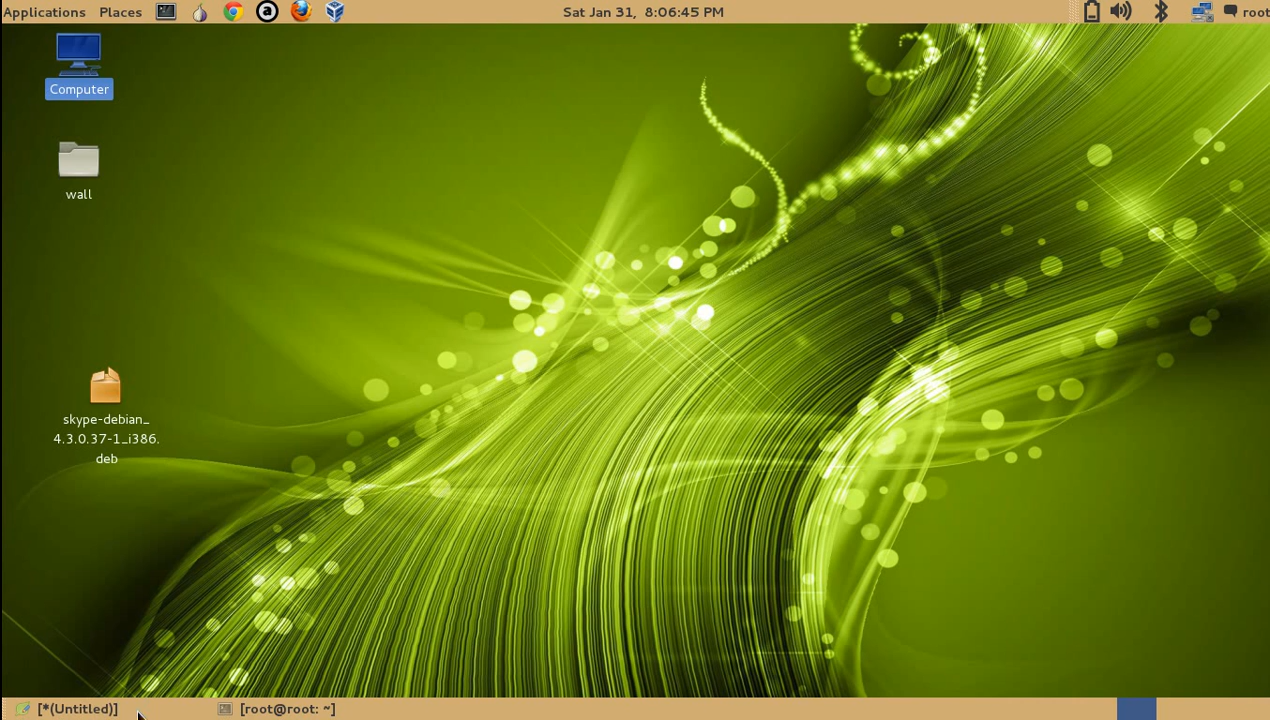 Applications Places Sat Jan 31, 8:06:45 PM root
Computer
wall
skype-debian_
4.3.0.37-1_i386.
deb
[*(Untitled)] [root@root: ~]